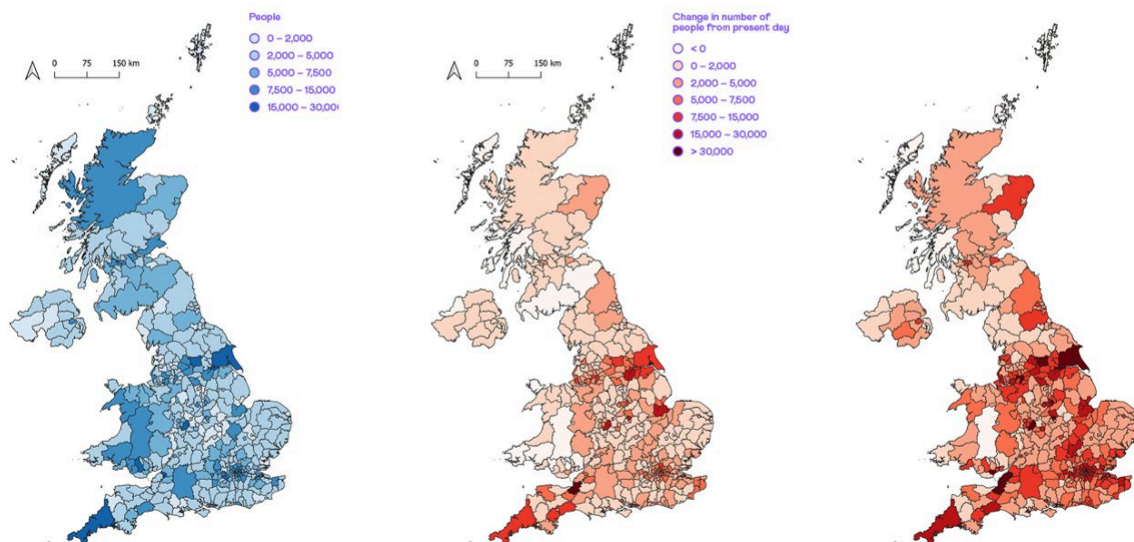 People
0 – 2,000
2,000 – 5,000
5,000 – 7,500
7,500 – 15,000
15,000 – 30,00
0 75 150 km
Change in number of
people from present day
< 0
0 – 2,000
2,000 – 5,000
5,000 – 7,500
7,500 – 15,000
15,000 – 30,000
> 30,000
0 75 150 km